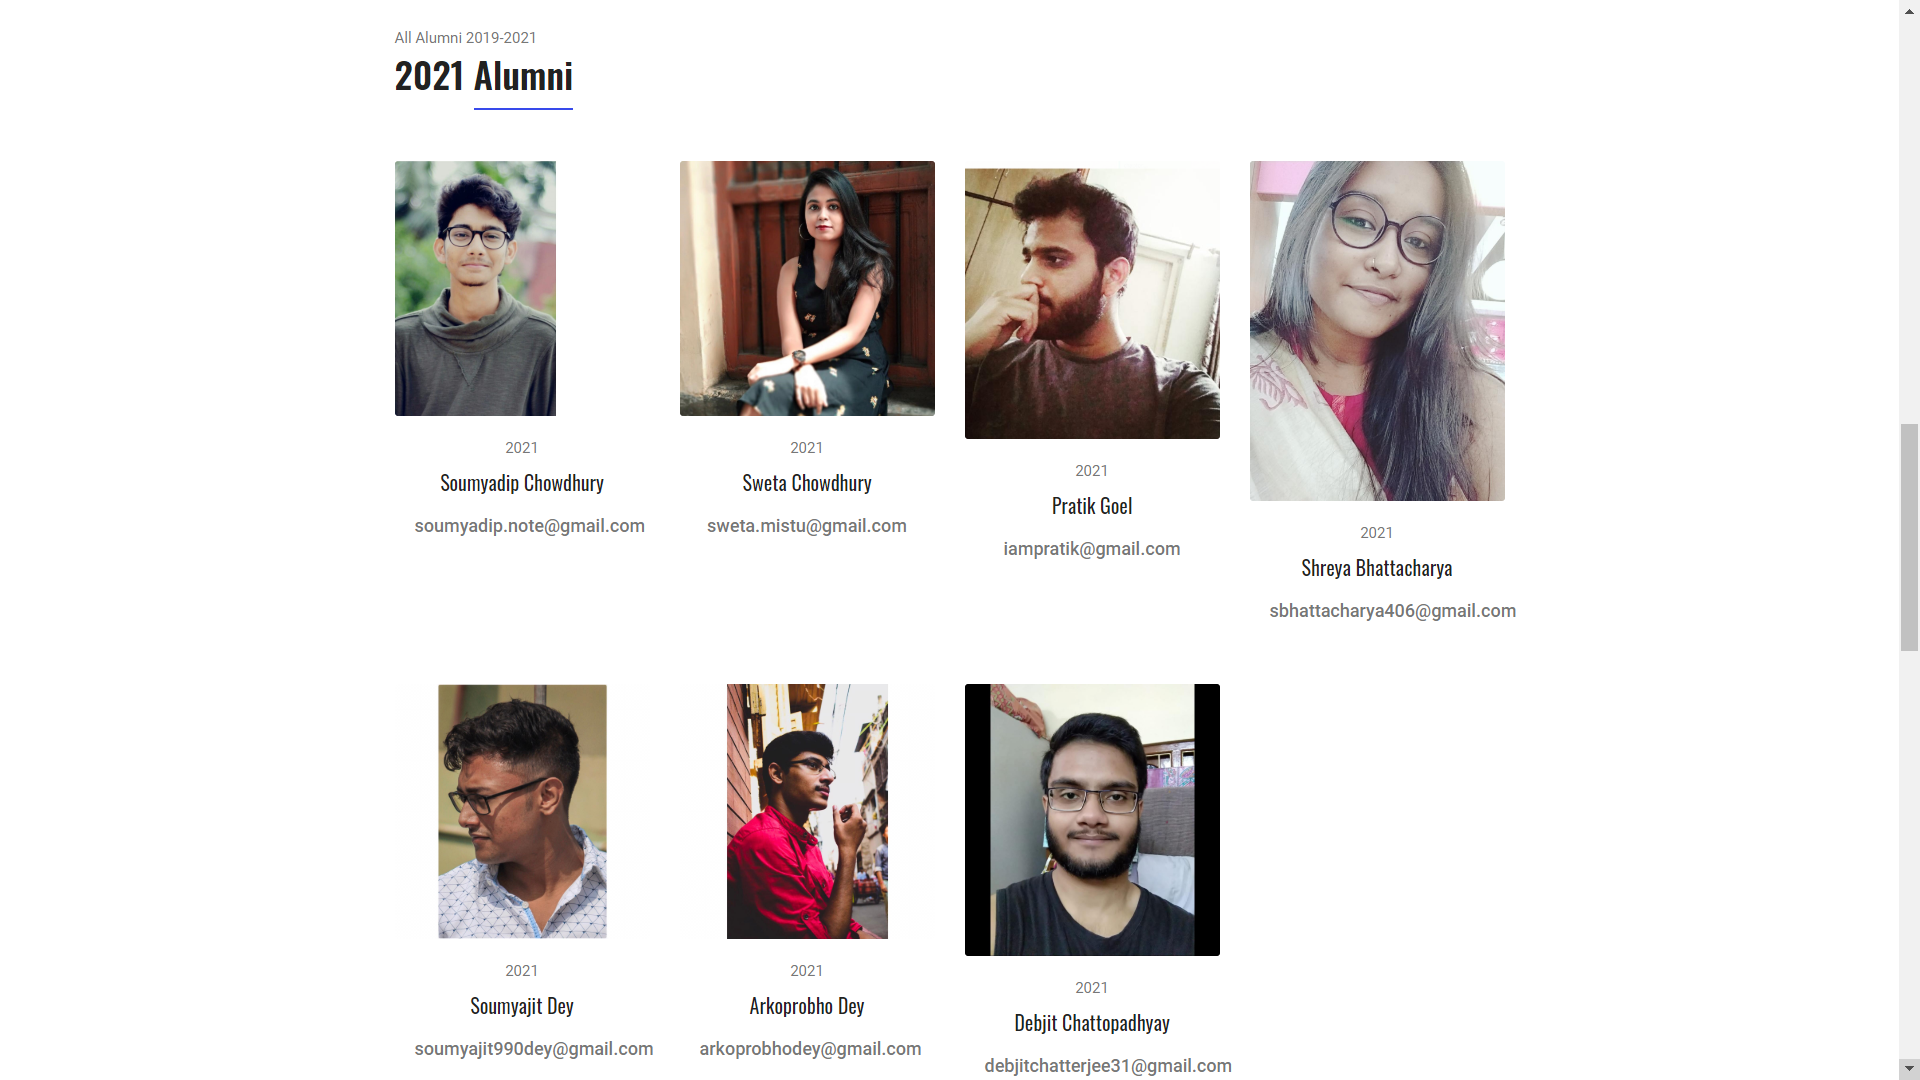 All Alumni 2019-2021
2021 Alumni
2021
Soumyadip Chowdhury
soumyadip.note@gmail.com
2021
Sweta Chowdhury
sweta.mistu@gmail.com
2021
Pratik Goel
iampratik@gmail.com
2021
Shreya Bhattacharya
sbhattacharya406@gmail.com
2021
Soumyajit Dey
soumyajit990dey@gmail.com
2021
Arkoprobho Dey
arkoprobhodey@gmail.com
2021
Debjit Chattopadhyay
debjitchatterjee31@gmail.com